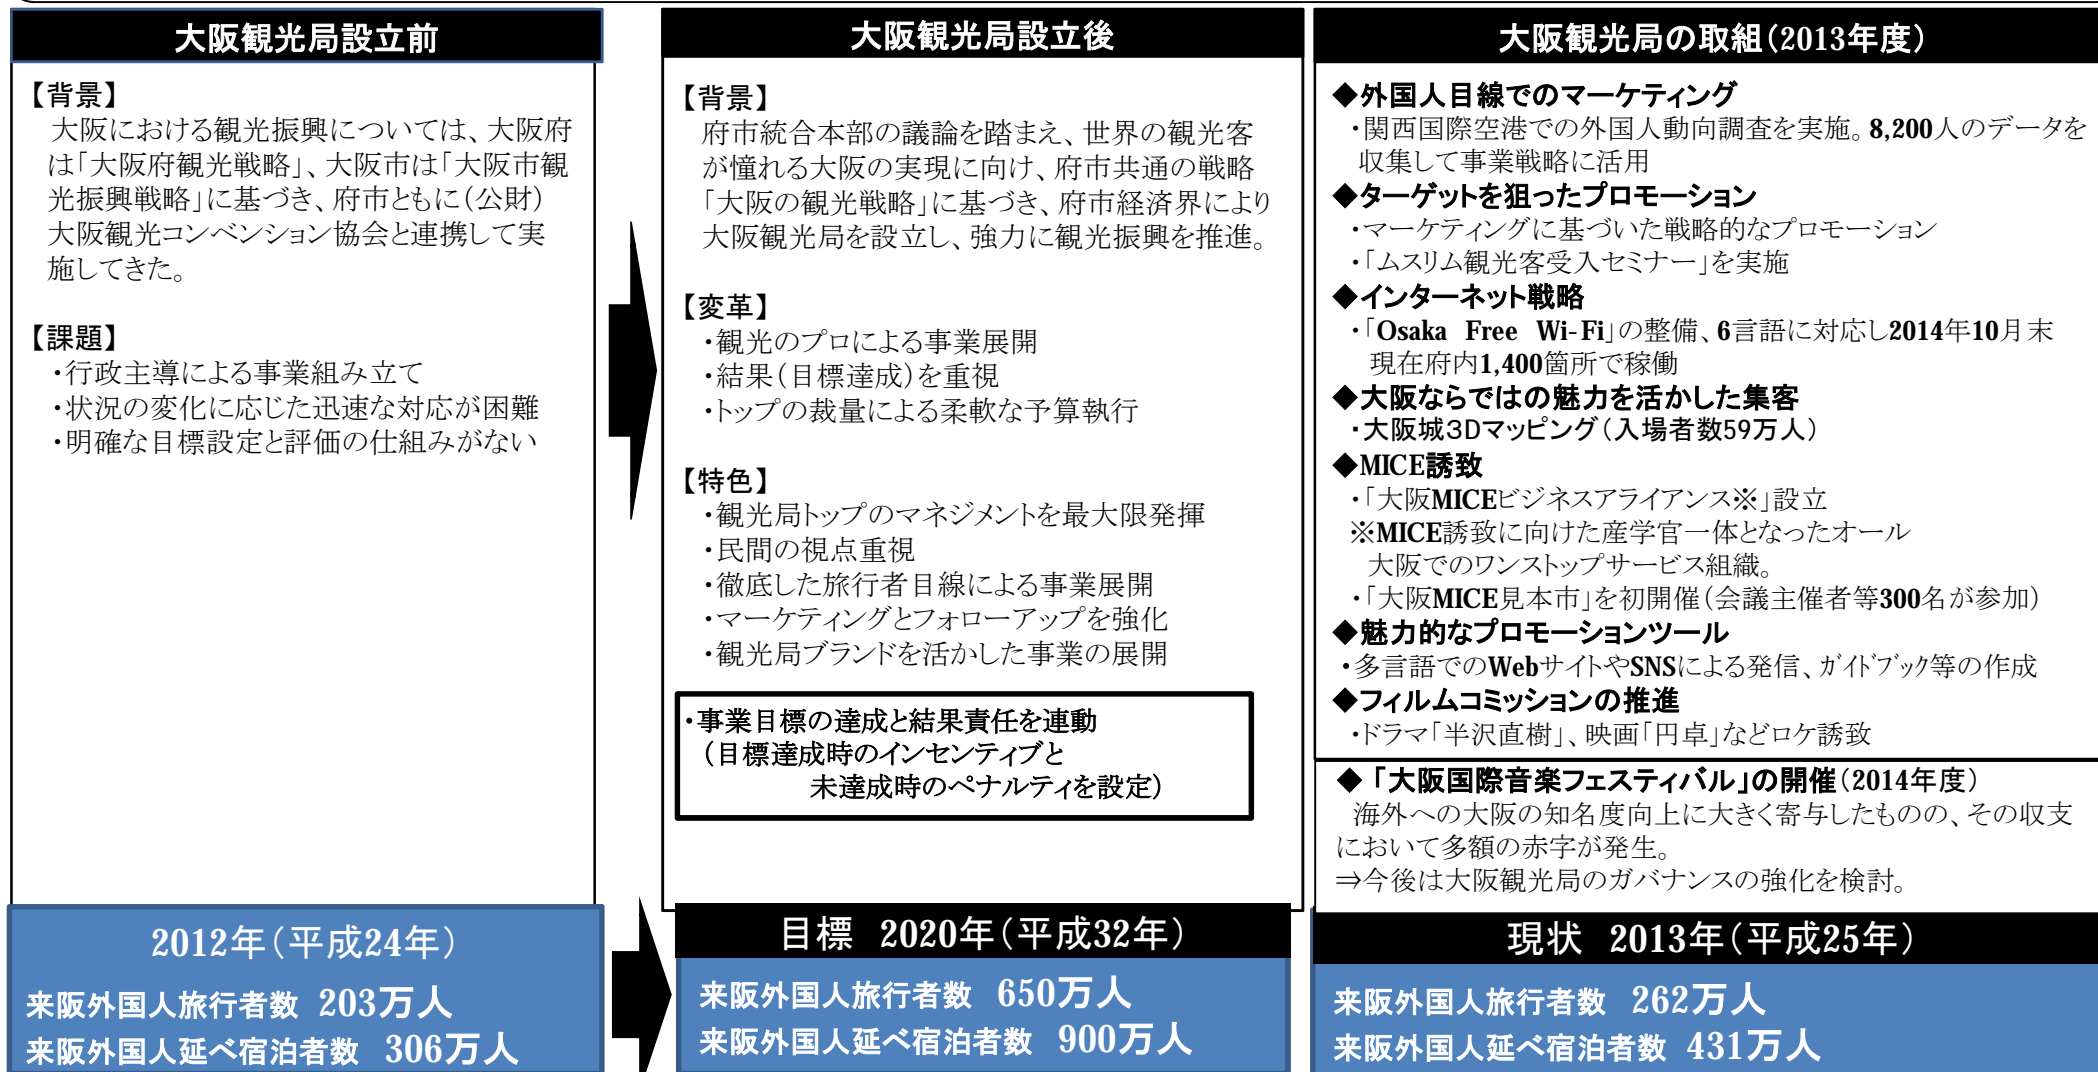 大阪観光局設立前
【背景】
大阪における観光振興については、大阪府
は「大阪府観光戦略」、大阪市は「大阪市観
光振興戦略」に基づき、府市ともに（公財）
大阪観光コンベンション協会と連携して実
施してきた。
【課題】
・行政主導による事業組み立て
・状況の変化に応じた迅速な対応が困難
・明確な目標設定と評価の仕組みがない
2012年（平成24年）
来阪外国人旅行者数 203万人
来阪外国人延べ宿泊者数 306万人
大阪観光局設立後
【背景】
府市統合本部の議論を踏まえ、世界の観光客
が憧れる大阪の実現に向け、府市共通の戦略
「大阪の観光戦略」に基づき、府市経済界により
大阪観光局を設立し、強力に観光振興を推進。
【変革】
・観光のプロによる事業展開
・結果（目標達成）を重視
・トップの裁量による柔軟な予算執行
【特色】
・観光局トップのマネジメントを最大限発揮
・民間の視点重視
・徹底した旅行者目線による事業展開
・マーケティングとフォローアップを強化
・観光局ブランドを活かした事業の展開
・事業目標の達成と結果責任を連動
（目標達成時のインセンティブと
未達成時のペナルティを設定）
目標 2020年（平成32年）
来阪外国人旅行者数 650万人
来阪外国人延べ宿泊者数 900万人
大阪観光局の取組（2013年度）
◆外国人目線でのマーケティング
・関西国際空港での外国人動向調査を実施。8,200人のデータを
収集して事業戦略に活用
◆ターゲットを狙ったプロモーション
・マーケティングに基づいた戦略的なプロモーション
・「ムスリム観光客受入セミナー」を実施
◆インターネット戦略
・「Osaka Free Wi-Fi」の整備、6言語に対応し2014年10月末
現在府内1,400箇所で稼働
◆大阪ならではの魅力を活かした集客
・大阪城３Dマッピング（入場者数59万人）
◆MICE誘致
・「大阪MICEビジネスアライアンス※」設立
※MICE誘致に向けた産学官一体となったオール
大阪でのワンストップサービス組織。
・「大阪MICE見本市」を初開催（会議主催者等300名が参加）
◆魅力的なプロモーションツール
・多言語でのWebサイトやSNSによる発信、ｶﾞｲﾄﾞﾌﾞｯｸ等の作成
◆フィルムコミッションの推進
・ドラマ「半沢直樹」、映画「円卓」などロケ誘致
◆「大阪国際音楽フェスティバル」の開催（2014年度）
海外への大阪の知名度向上に大きく寄与したものの、その収支
において多額の赤字が発生。
⇒今後は大阪観光局のガバナンスの強化を検討。
現状 2013年（平成25年）
来阪外国人旅行者数 262万人
来阪外国人延べ宿泊者数 431万人